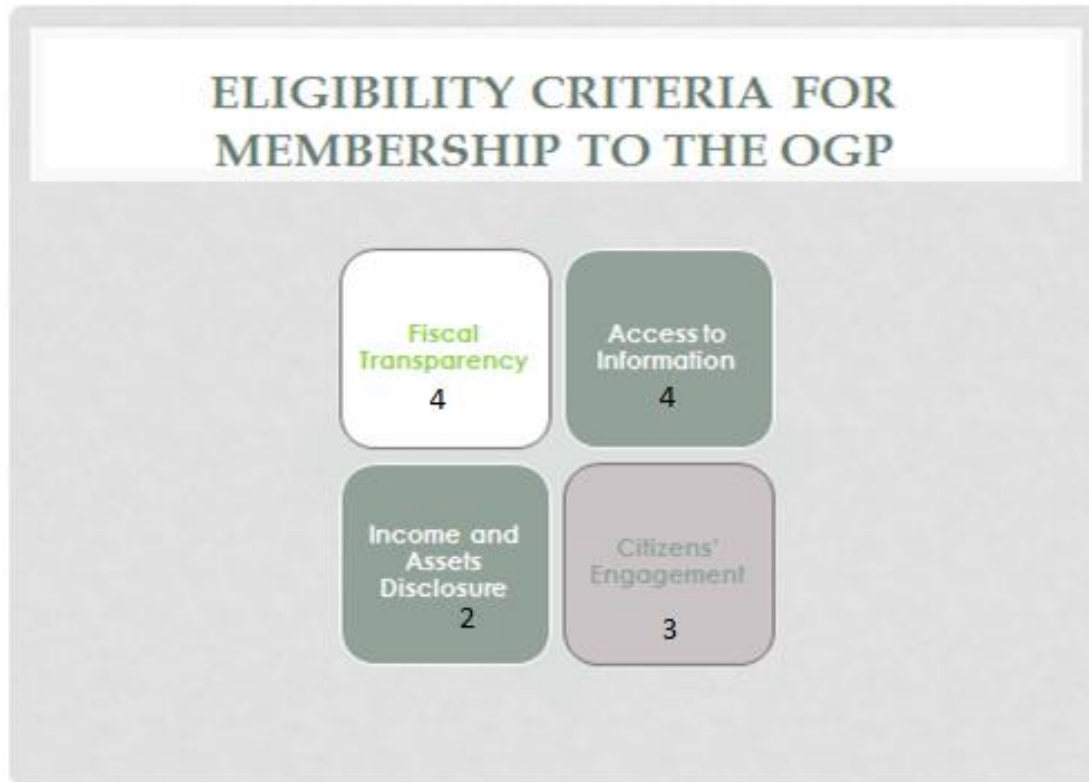 ELIGIBILITY CRITERIA FOR
MEMBERSHIP TO THE OGP
Fiscal
Transparency
4
Access to
Information
4
Income and
Assets
Disclosure
2
Citizens'
Engagement
3